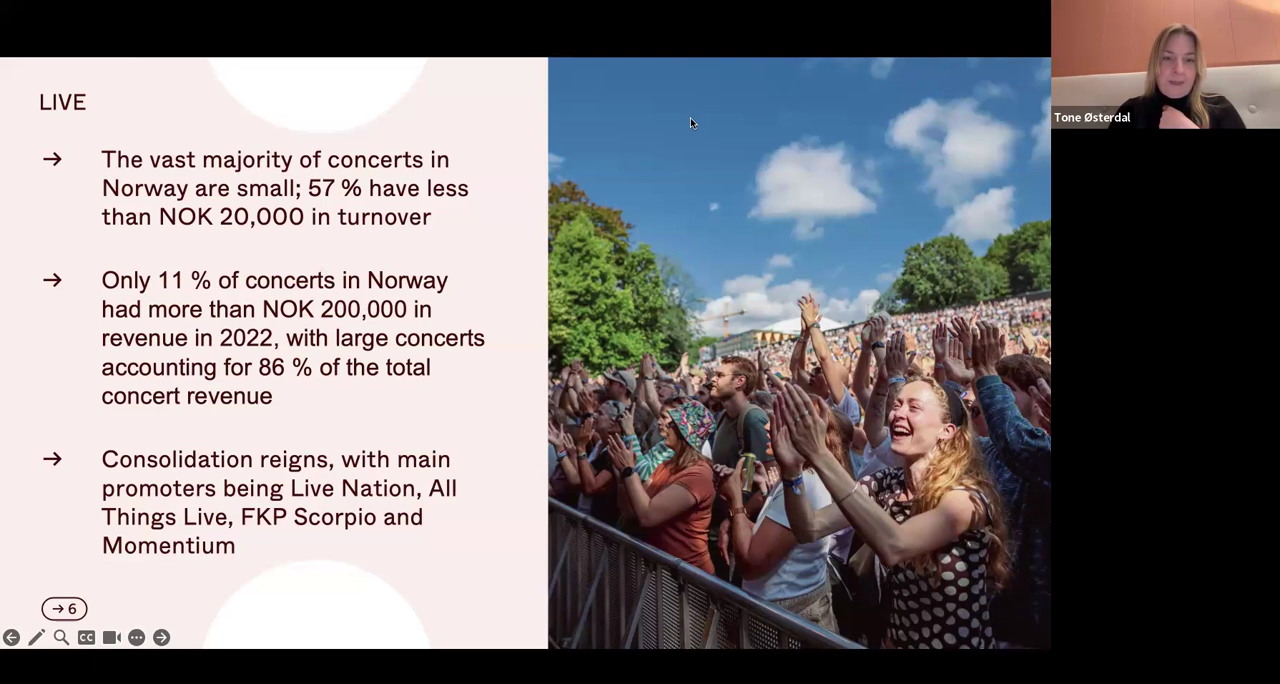 LIVE
→ The vast majority of concerts in
Norway are small; 57 % have less
than NOK 20,000 in turnover
→ Only 11 % of concerts in Norway
had more than NOK 200,000 in
revenue in 2022, with large concerts
accounting for 86 % of the total
concert revenue
→ Consolidation reigns, with main
promoters being Live Nation, All
Things Live, FKP Scorpio and
Momentium
→ 6
CC
Tone Østerdal